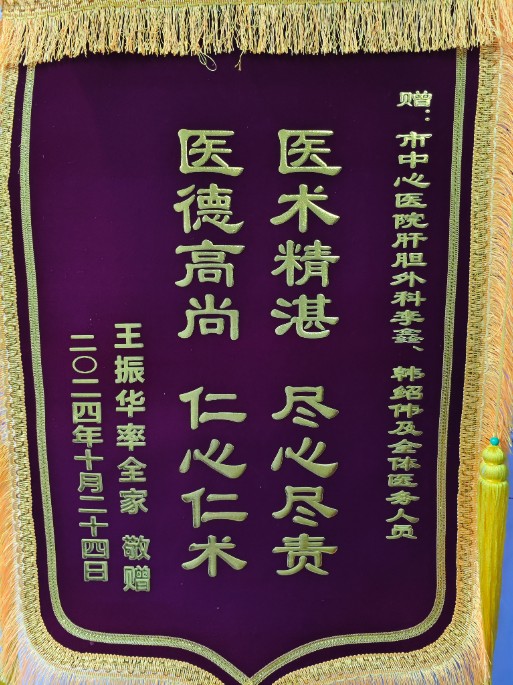 赠：市中心医院肝胆外科李鑫、韩绍伟及全体医务人员
医术精湛 尽心尽责
医德高尚 仁心仁术
王振华率全家 敬赠
二〇二四年十月二十四日